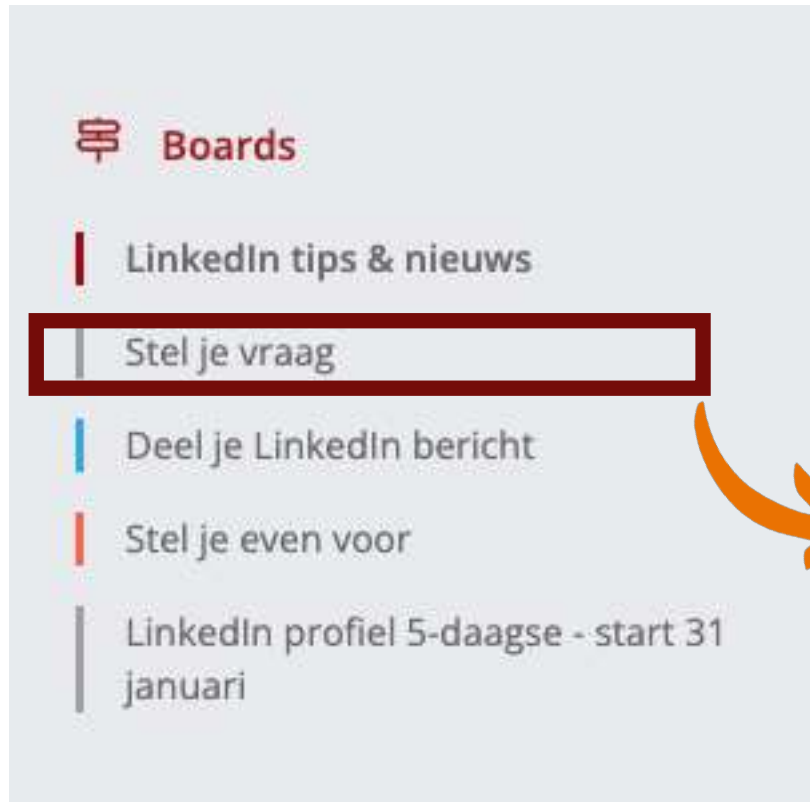 Boards
LinkedIn tips & nieuws
Stel je vraag
Deel je LinkedIn bericht
Stel je even voor
LinkedIn profiel 5-daagse - start 31
januari